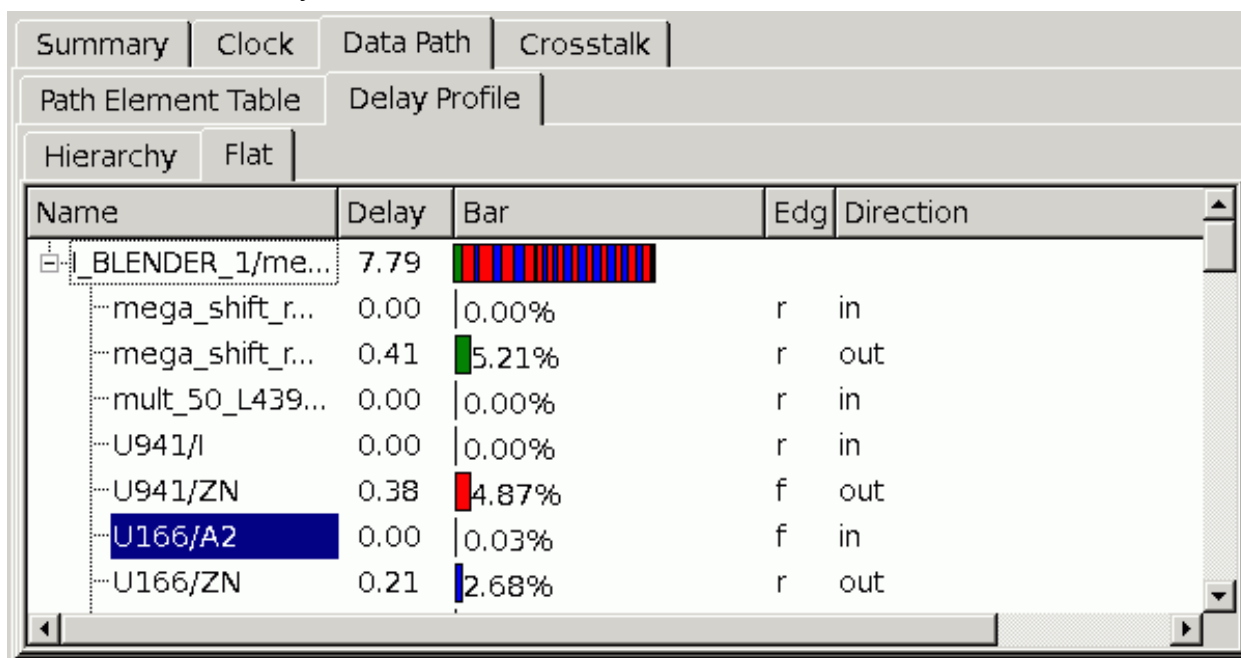 Summary Clock Data Path Crosstalk
Path Element Table Delay Profile
Hierarchy Flat
Name Delay Bar Edg Direction
I_BLENDER_1/me... 7.79
mega_shift_r... 0.00 0.00% r in
mega_shift_r... 0.41 5.21% r out
mult_50_L439... 0.00 0.00% r in
U941/I 0.00 0.00% r in
U941/ZN 0.38 4.87% f out
U166/A2 0.00 0.03% f in
U166/ZN 0.21 2.68% r out